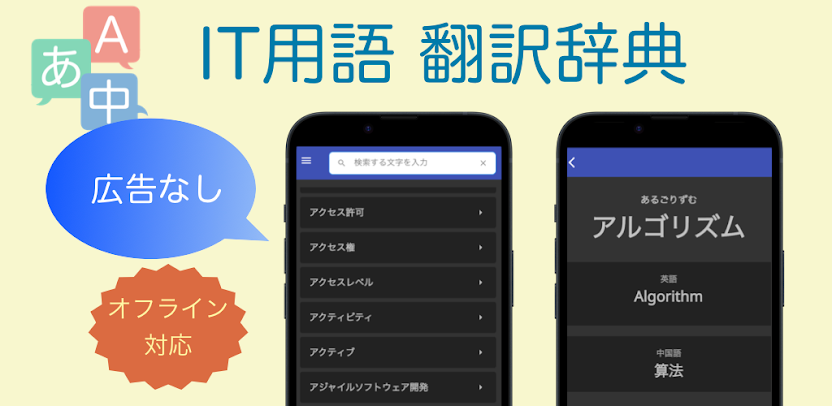 A
あ
中
IT用語 翻訳辞典
広告なし
オフライン
対応
検索する文字を入力
アクセス許可
アクセス権
アクセスレベル
アクティビティ
アクティブ
アジャイルソフトウェア開発
あるごりずむ
アルゴリズム
英語
Algorithm
中国語
算法